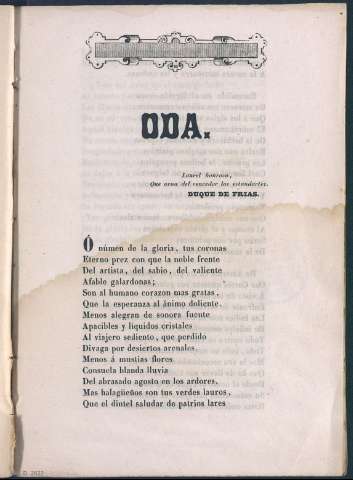 ODA.
Laurel honroso,
Que orna del vencedor los estandartes.
DUQUE DE FRIAS.
Ó númen de la gloria, tus coronas
Eterno prez con que la noble frente
Del artista, del sabio, del valiente
Afable galardonas;
Son al humano corazon mas gratas,
Que la esperanza al ánimo doliente.
Menos alegran de sonora fuente
Apacibles y líquidos cristales
Al viajero sediento, que perdido
Divaga por desiertos arenales.
Menos á mustias flores
Consuela blanda lluvia
Del abrasado agosto en los ardores.
Mas halagüeños son tus verdes lauros,
Que el dintel saludar de patrios lares